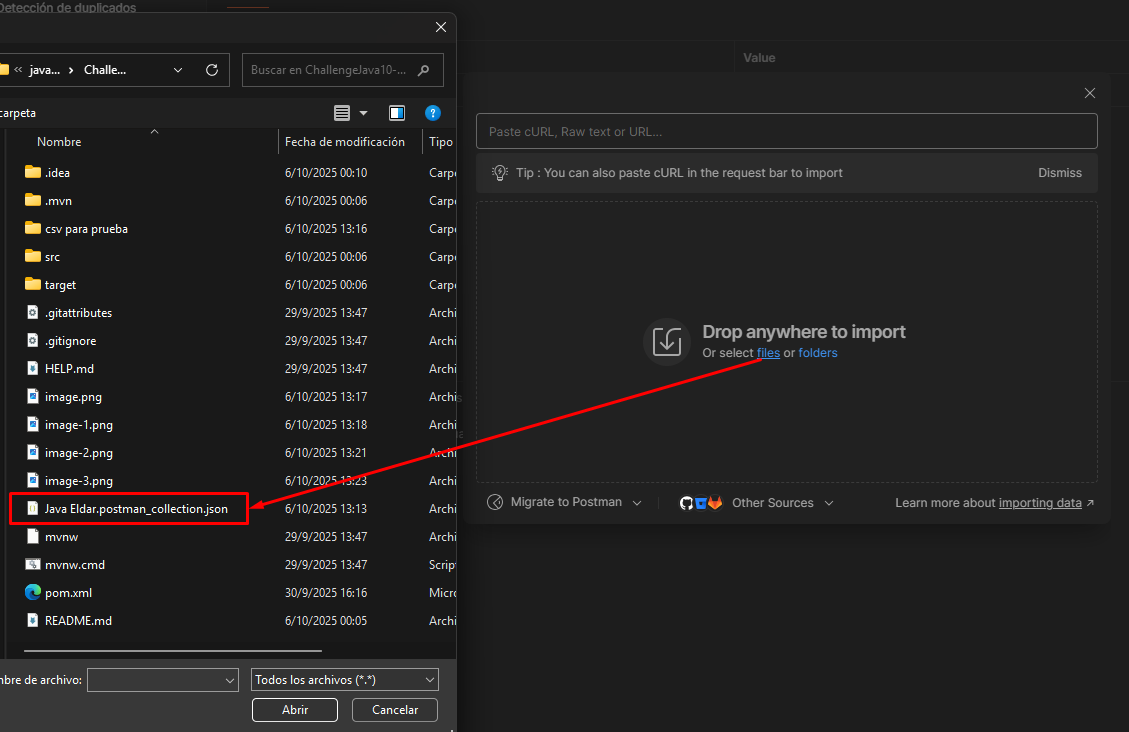 Detección de duplicados
Value
java... Challe...
Buscar en ChallengeJava10-...
carpeta
Nombre Fecha de modificación Tipo
.idea 6/10/2025 00:10 Carpe
.mvn 6/10/2025 00:06 Carpe
csv para prueba 6/10/2025 13:16 Carpe
src 6/10/2025 00:06 Carpe
target 6/10/2025 00:06 Carpe
.gitattributes 29/9/2025 13:47 Archi
.gitignore 29/9/2025 13:47 Archi
HELP.md 29/9/2025 13:47 Archi
image.png 6/10/2025 13:17 Archi
image-1.png 6/10/2025 13:18 Archi
image-2.png 6/10/2025 13:21 Archi
image-3.png 6/10/2025 13:23 Archi
Java Eldar.postman_collection.json 6/10/2025 13:13 Archi
mvnw 29/9/2025 13:47 Archi
mvnw.cmd 29/9/2025 13:47 Script
pom.xml 30/9/2025 16:16 Micro
README.md 6/10/2025 00:05 Archi
mbre de archivo:
Todos los archivos (*.*)
Abrir Cancelar
Paste cURL, Raw text or URL...
Tip : You can also paste cURL in the request bar to import Dismiss
Drop anywhere to import
Or select files or folders
Migrate to Postman Other Sources Learn more about importing data ↗